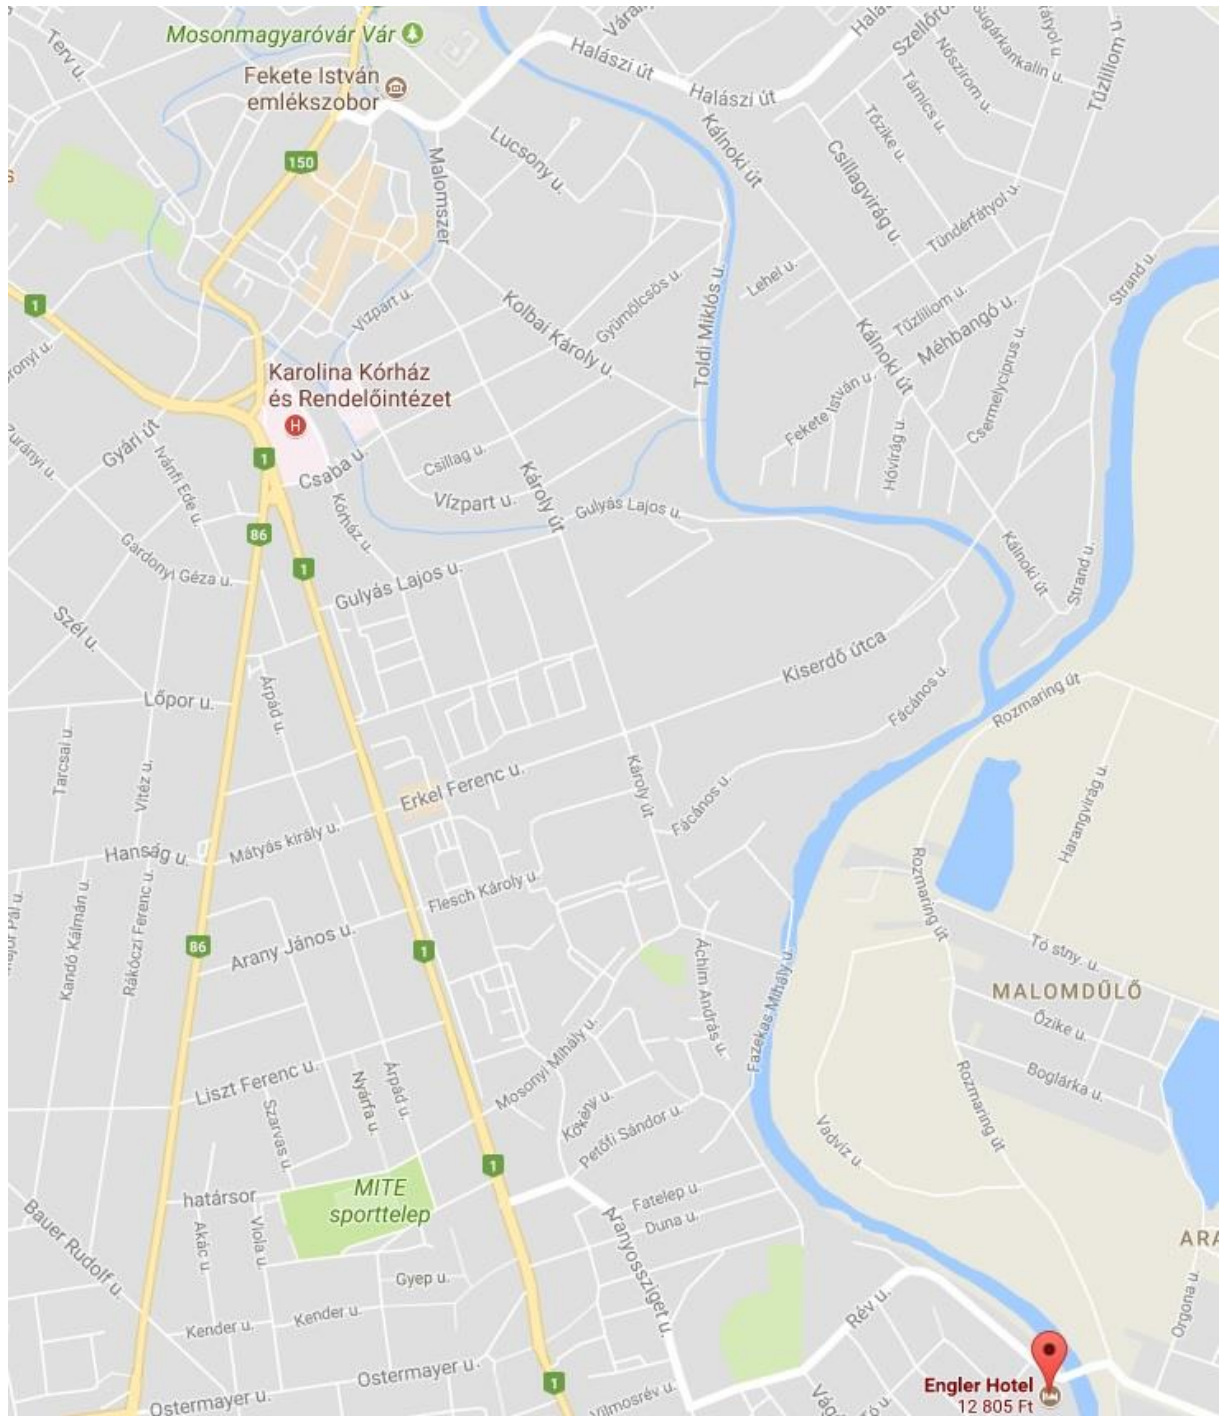 Mosonmagyaróvár Vár
Fekete István
emlékszobor
Terv u.
Halászi út
Halászi út
Lucsony u.
Malomszer
150
Kálnoki út
Tőzike u.
Csillagvirág u.
Tárnics u.
Nőszirom u.
Tűzliliom u.
Tündérfátyol u.
Lehel u.
Strand u.
1
Vízpart u.
Kolbai Károly u.
Gyümölcsös u.
Toldi Miklós u.
Kálnoki út
Tűzliliom u.
Méhbangó u.
Csermelyciprus u.
Fekete István u.
Hóvirág u.
Karolina Kórház
és Rendelőintézet
H
Gyári út
Ivánfi Ede u.
1
Csaba u.
Csillag u.
Vízpart u.
Károly út
Gulyás Lajos u.
Kórház u.
86
1
Gardonyi Géza u.
Gulyás Lajos u.
Kálnoki út
Strand u.
Szél u.
Lőpor u.
Árpád u.
Kiserdő útca
Fácános u.
Rozmaring út
Tarcsai u.
Vitéz u.
Károly út
Erkel Ferenc u.
Fácános u.
Harangvirág u.
Hanság u.
Mátyás király u.
Rozmaring út
Kandó Kálmán u.
Rákóczi Ferenc u.
Flesch Károly u.
86
Arany János u.
1
Áchim András u.
Fazekas Mihály u.
Tó stny. u.
MALOMDŰLŐ
Őzike u.
Boglárka u.
Rozmaring út
Liszt Ferenc u.
Szarvas u.
Nyárfa u.
Árpád u.
Mosonyi Mihály u.
Kökény u.
Petőfi Sándor u.
Vadvíz u.
1
határsor
MITE
sporttelep
Fatelep u.
Duna u.
Aranyossziget u.
Bauer Rudolf u.
Akác u.
Viola u.
Gyep u.
ARA
Orgona u.
Rév u.
Kender u.
Kender u.
Ostermayer u.
Ostermayer u.
1
Vilmosrév u.
Engler Hotel
12 805 Ft